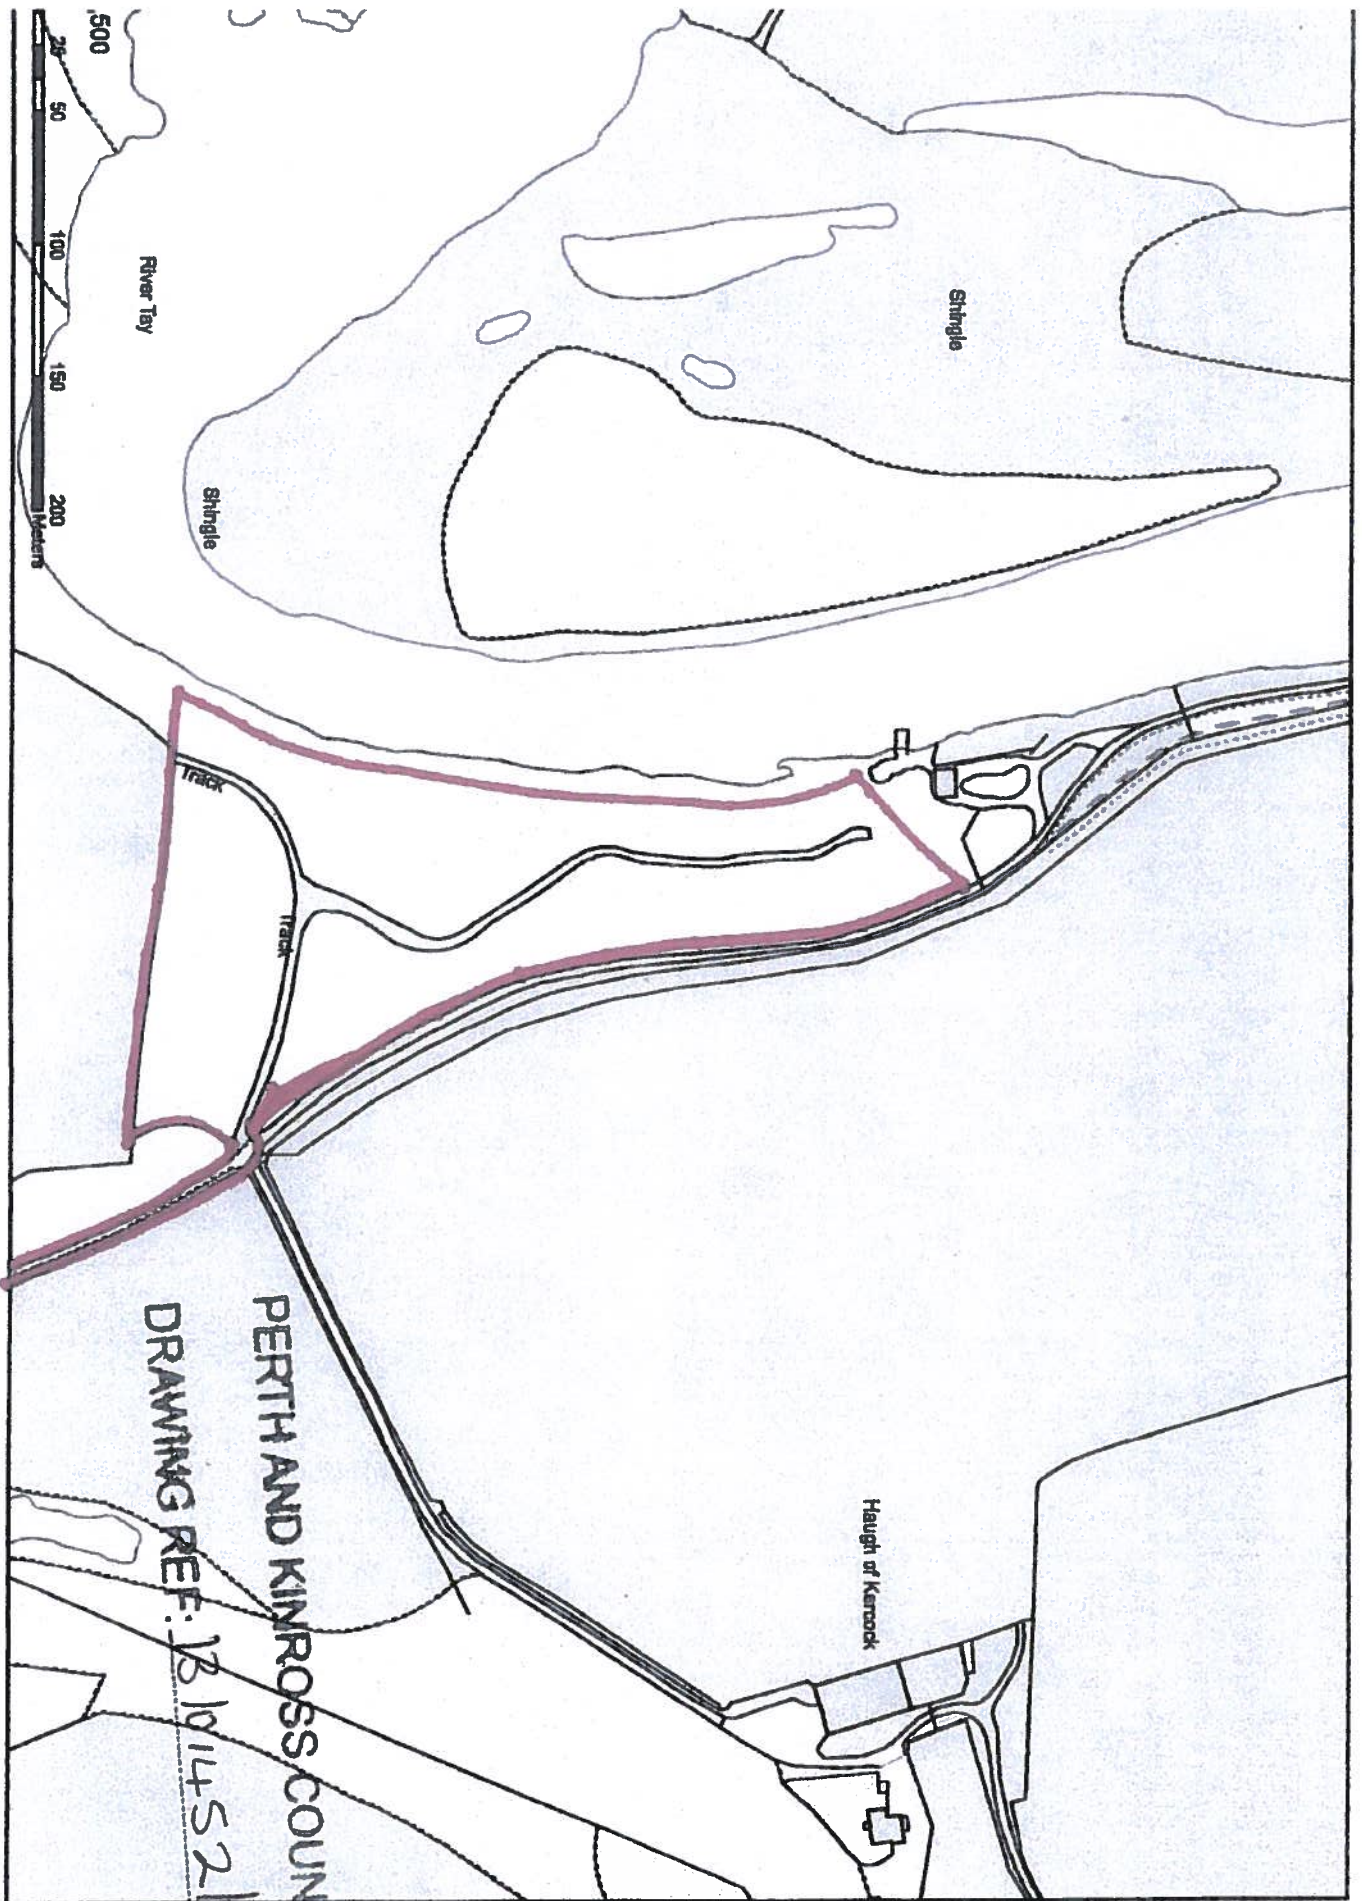 ,500
25 50 100 150 200
Meters
River Tay
Shingle
Shingle
Track
Track
Haugh of Kercock
PERTH AND KINROSS COUN
DRAWING REF: 13/01452/